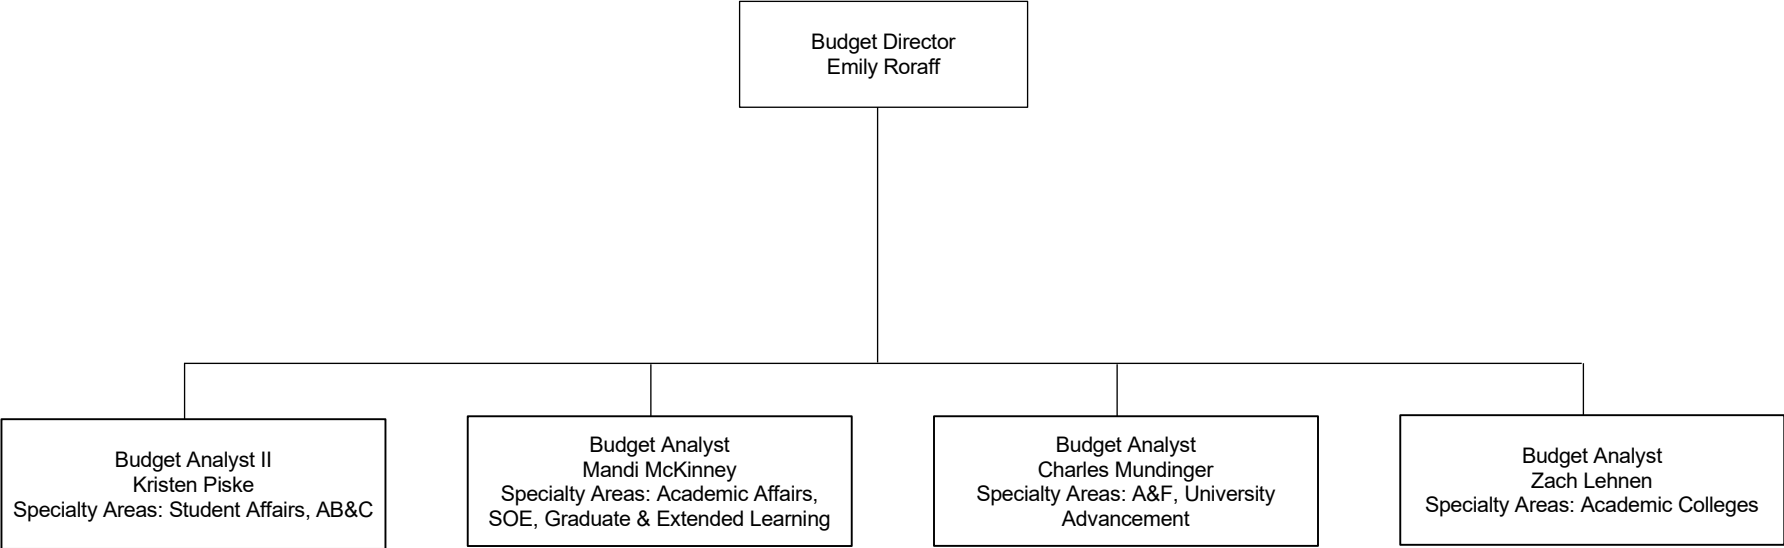 Budget Director
Emily Roraff
Budget Analyst II
Kristen Piske
Specialty Areas: Student Affairs, AB&C
Budget Analyst
Mandi McKinney
Specialty Areas: Academic Affairs,
SOE, Graduate & Extended Learning
Budget Analyst
Charles Mundinger
Specialty Areas: A&F, University
Advancement
Budget Analyst
Zach Lehnen
Specialty Areas: Academic Colleges